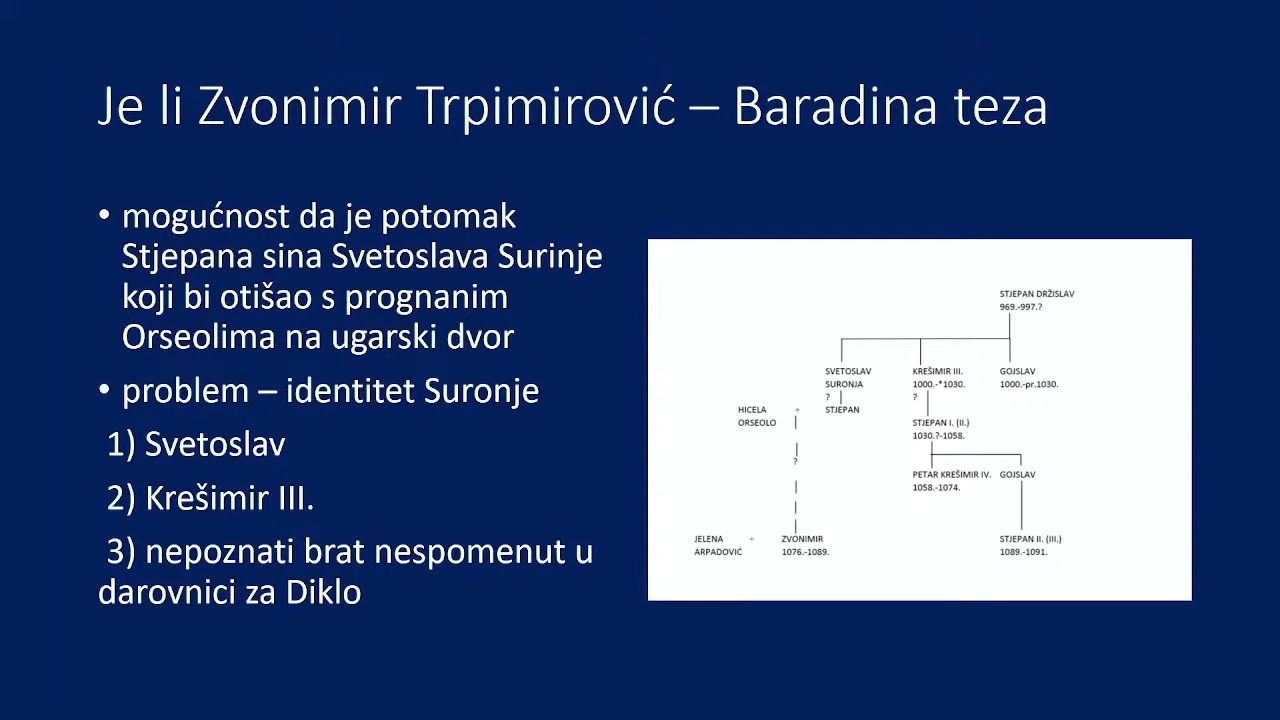 Je li Zvonimir Trpimirović – Baradina teza
• mogućnost da je potomak
Stjepana sina Svetoslava Surinje
koji bi otišao s prognanim
Orseolima na ugarski dvor
• problem – identitet Suronje
1) Svetoslav
2) Krešimir III.
3) nepoznati brat nespomenut u
darovnici za Diklo
STJEPAN DRŽISLAV
969.-997.?
SVETOSLAV
SURONJA
?
STJEPAN
KREŠIMIR III.
1000.-*1030.
?
GOJSLAV
1000.-pr.1030.
HICELA
ORSEOLO
+
?
STJEPAN I. (II.)
1030.?-1058.
PETAR KREŠIMIR IV.
1058.-1074.
GOJSLAV
JELENA
ARPADOVIĆ
+
ZVONIMIR
1076.-1089.
STJEPAN II. (III.)
1089.-1091.